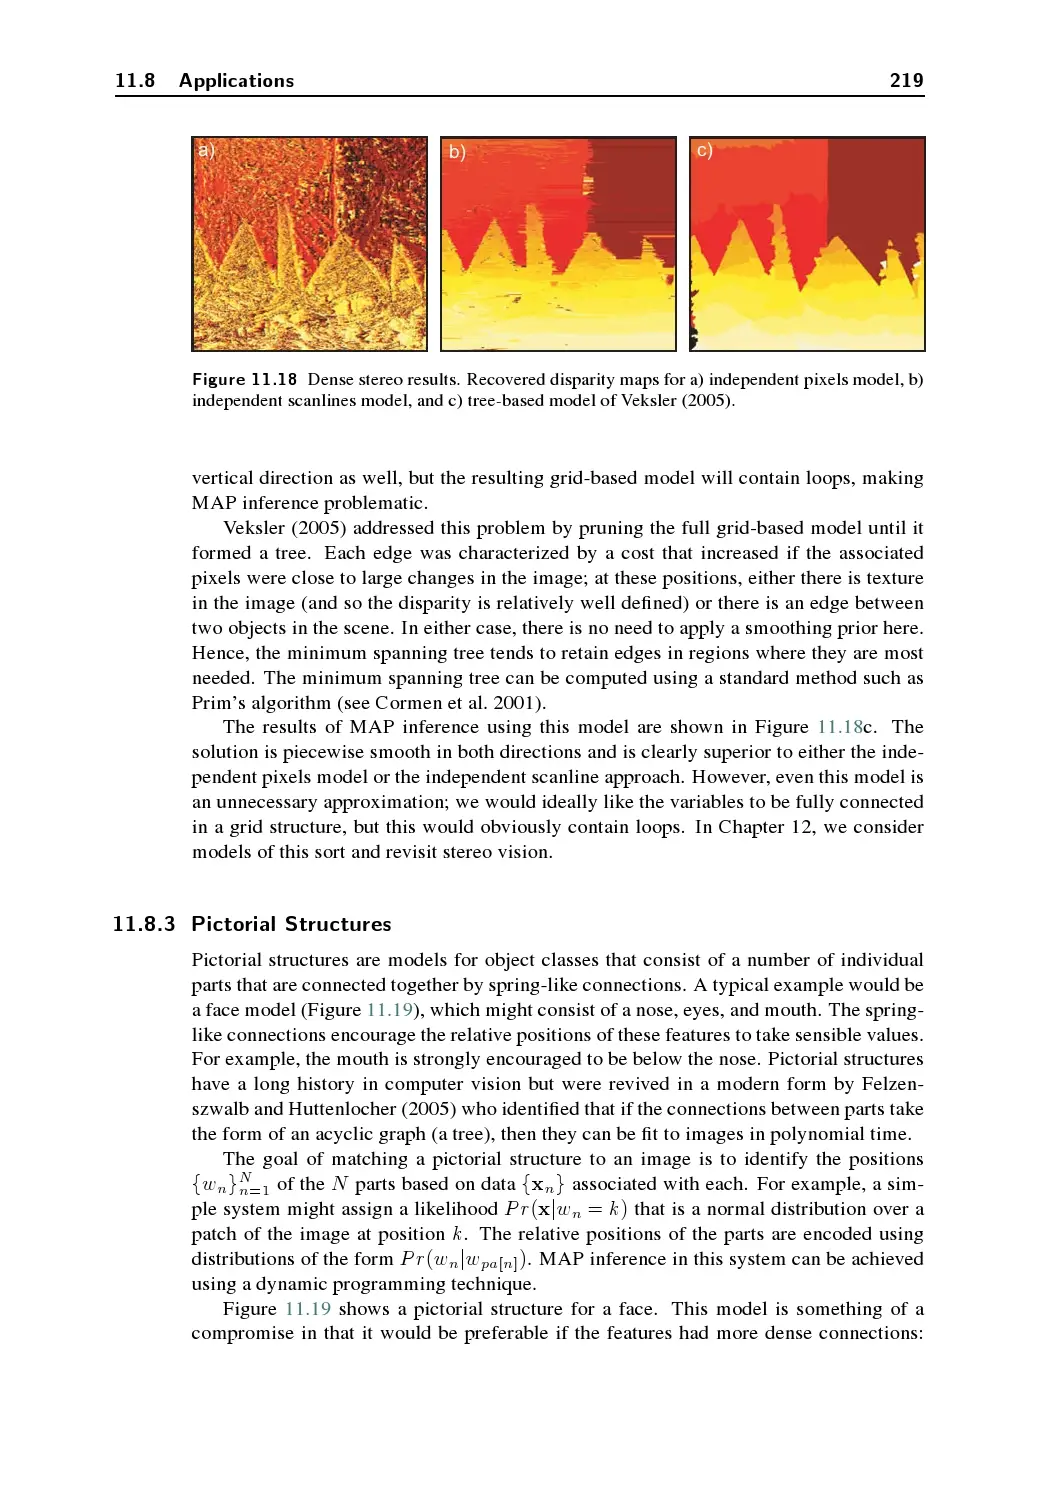 11.8 Applications 219
a) b) c)
Figure 11.18 Dense stereo results. Recovered disparity maps for a) independent pixels model, b)
independent scanlines model, and c) tree-based model of Veksler (2005).
vertical direction as well, but the resulting grid-based model will contain loops, making
MAP inference problematic.
Veksler (2005) addressed this problem by pruning the full grid-based model until it
formed a tree. Each edge was characterized by a cost that increased if the associated
pixels were close to large changes in the image; at these positions, either there is texture
in the image (and so the disparity is relatively well defined) or there is an edge between
two objects in the scene. In either case, there is no need to apply a smoothing prior here.
Hence, the minimum spanning tree tends to retain edges in regions where they are most
needed. The minimum spanning tree can be computed using a standard method such as
Prim's algorithm (see Cormen et al. 2001).
The results of MAP inference using this model are shown in Figure 11.18c. The
solution is piecewise smooth in both directions and is clearly superior to either the inde-
pendent pixels model or the independent scanline approach. However, even this model is
an unnecessary approximation; we would ideally like the variables to be fully connected
in a grid structure, but this would obviously contain loops. In Chapter 12, we consider
models of this sort and revisit stereo vision.
11.8.3 Pictorial Structures
Pictorial structures are models for object classes that consist of a number of individual
parts that are connected together by spring-like connections. A typical example would be
a face model (Figure 11.19), which might consist of a nose, eyes, and mouth. The spring-
like connections encourage the relative positions of these features to take sensible values.
For example, the mouth is strongly encouraged to be below the nose. Pictorial structures
have a long history in computer vision but were revived in a modern form by Felzen-
szwalb and Huttenlocher (2005) who identified that if the connections between parts take
the form of an acyclic graph (a tree), then they can be fit to images in polynomial time.
The goal of matching a pictorial structure to an image is to identify the positions
{w_n}_{n=1}^N of the N parts based on data {x_n} associated with each. For example, a sim-
ple system might assign a likelihood Pr(x|w_n = k) that is a normal distribution over a
patch of the image at position k. The relative positions of the parts are encoded using
distributions of the form Pr(w_n|w_{pa[n]}). MAP inference in this system can be achieved
using a dynamic programming technique.
Figure 11.19 shows a pictorial structure for a face. This model is something of a
compromise in that it would be preferable if the features had more dense connections: